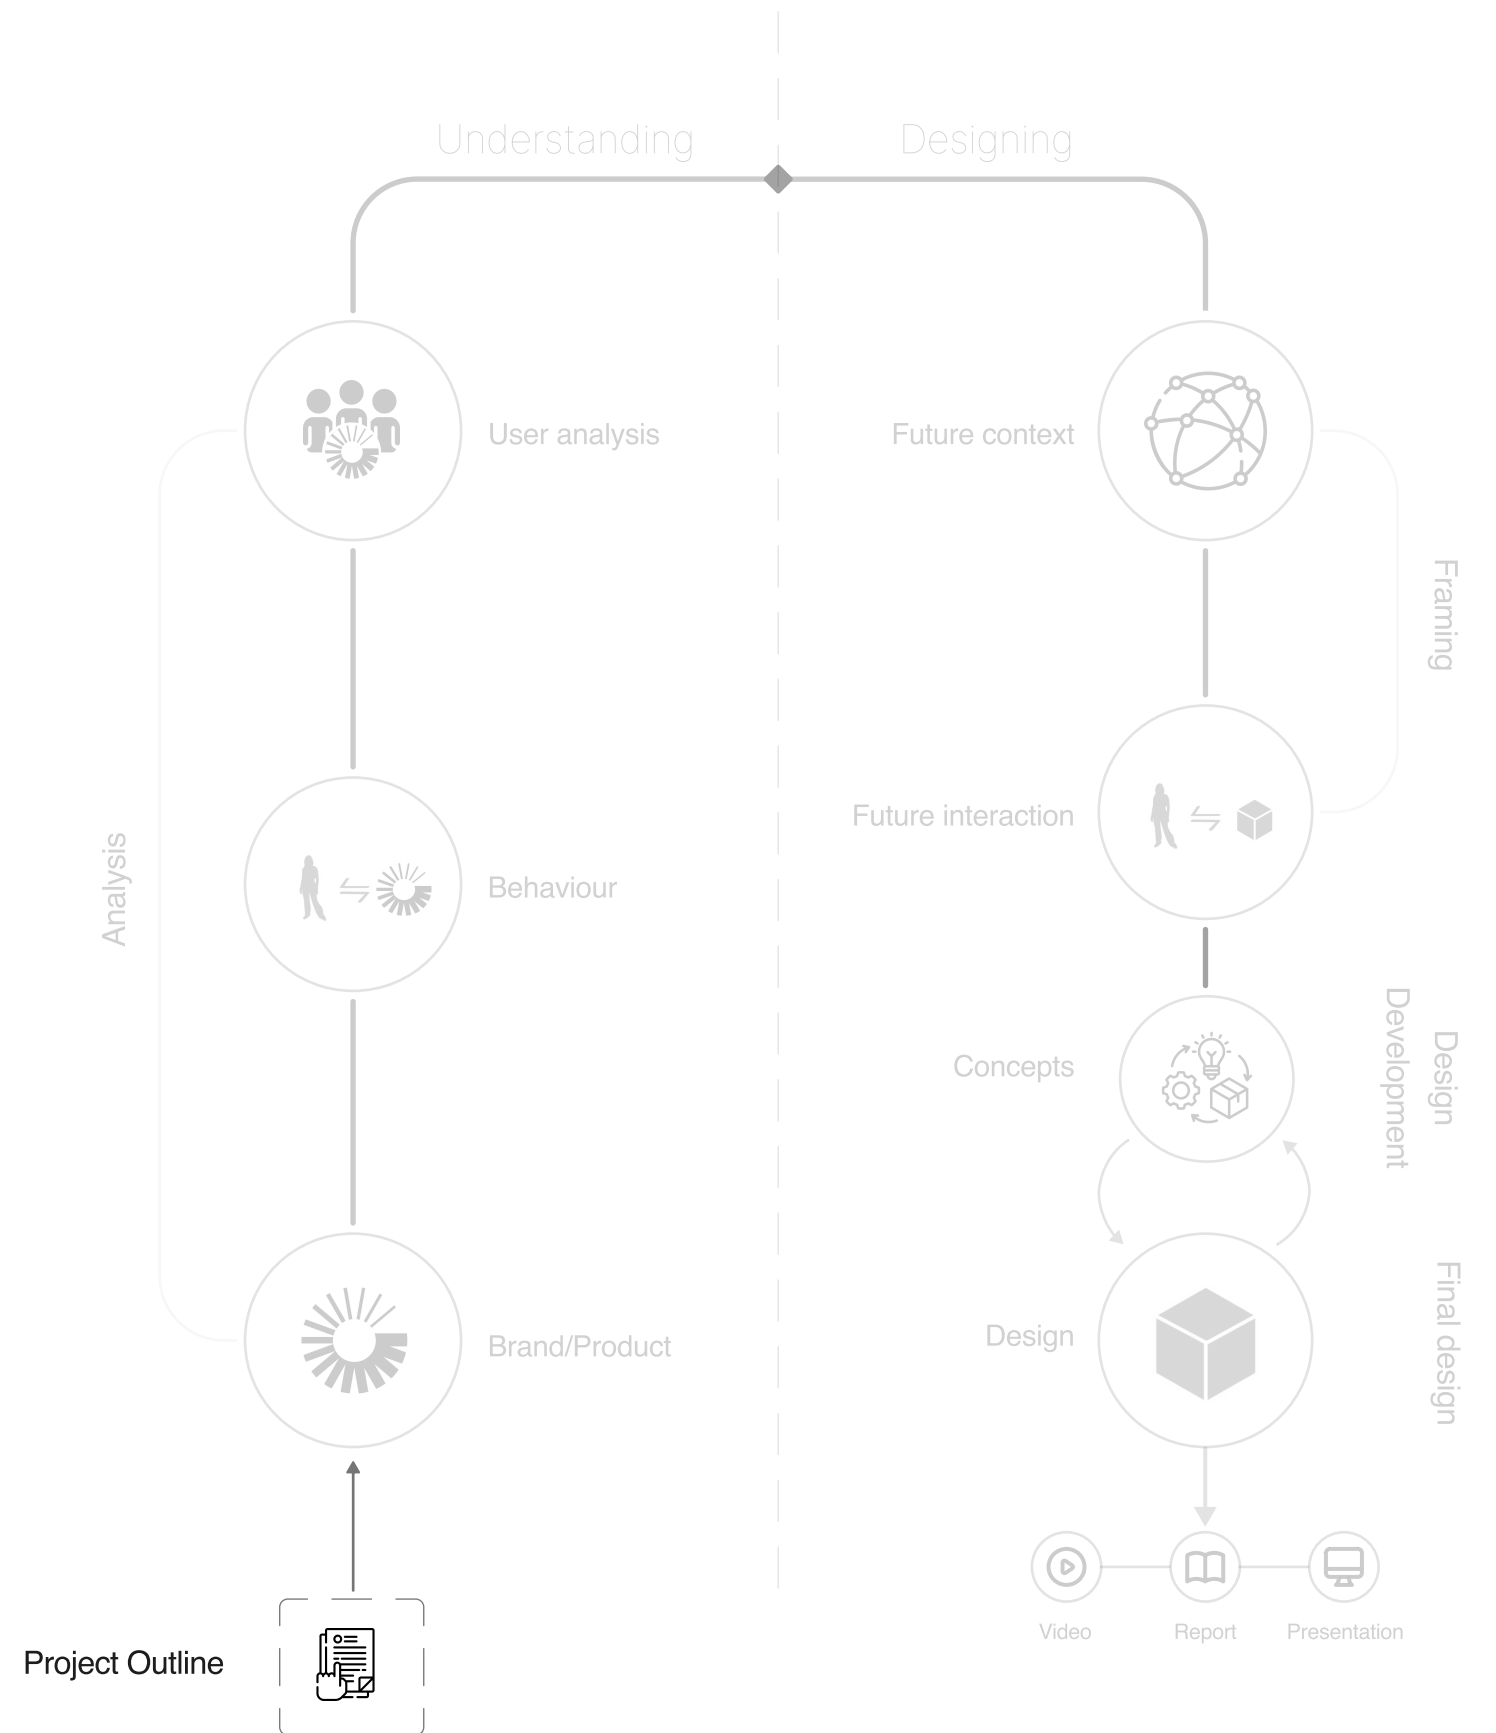 Understanding
Designing
User analysis
Future context
Framing
Future interaction
Analysis
Behaviour
Concepts
Design
Development
Brand/Product
Design
Final design
Video
Report
Presentation
Project Outline